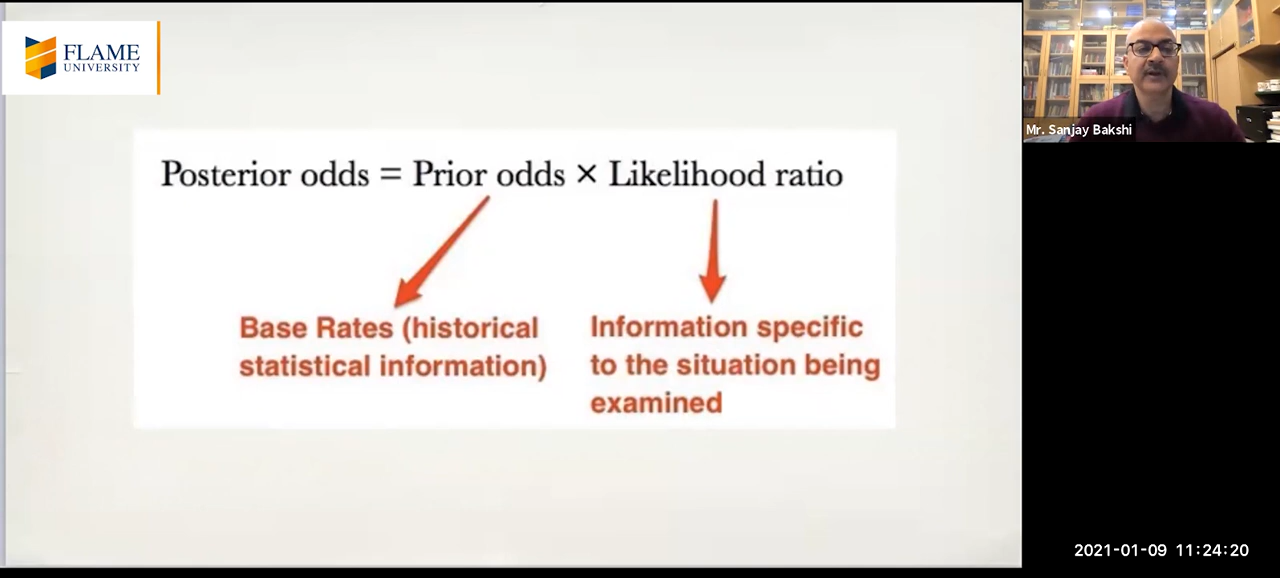 FLAME
UNIVERSITY
Mr. Sanjay Bakshi
Posterior odds = Prior odds × Likelihood ratio
Base Rates (historical
statistical information)
Information specific
to the situation being
examined
2021-01-09 11:24:20